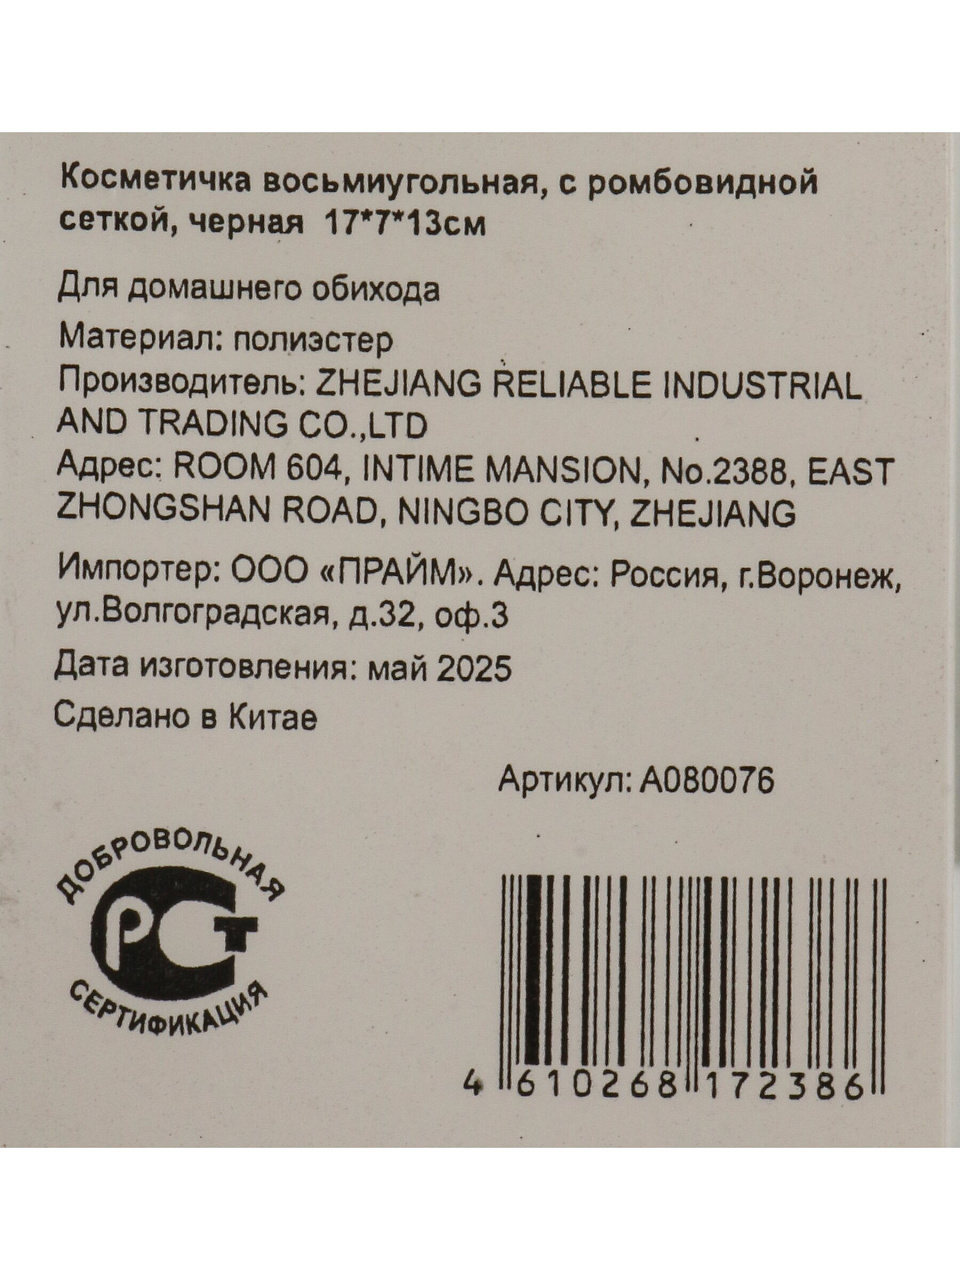 Косметичка восьмиугольная, с ромбовидной
сеткой, черная 17*7*13см
Для домашнего обихода
Материал: полиэстер
Производитель: ZHEJIANG RELIABLE INDUSTRIAL
AND TRADING CO.,LTD
Адрес: ROOM 604, INTIME MANSION, No.2388, EAST
ZHONGSHAN ROAD, NINGBO CITY, ZHEJIANG
Импортер: ООО «ПРАЙМ». Адрес: Россия, г.Воронеж,
ул.Волгоградская, д.32, оф.3
Дата изготовления: май 2025
Сделано в Китае
Артикул: А080076
ДОБРОВОЛЬНАЯ
РСТ
СЕРТИФИКАЦИЯ
4 610268 172386